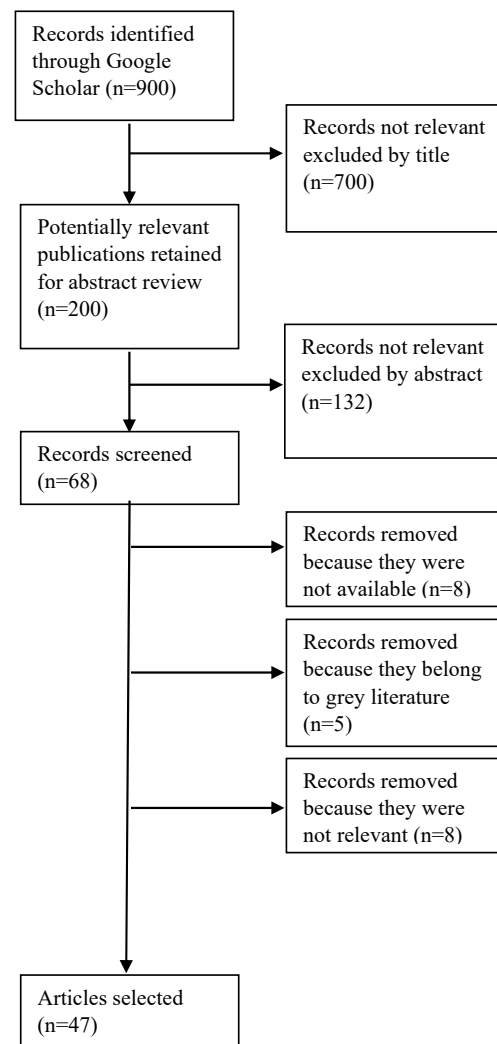 Records identified
through Google
Scholar (n=900)
Records not relevant
excluded by title
(n=700)
Potentially relevant
publications retained
for abstract review
(n=200)
Records not relevant
excluded by abstract
(n=132)
Records screened
(n=68)
Records removed
because they were
not available (n=8)
Records removed
because they belong
to grey literature
(n=5)
Records removed
because they were
not relevant (n=8)
Articles selected
(n=47)